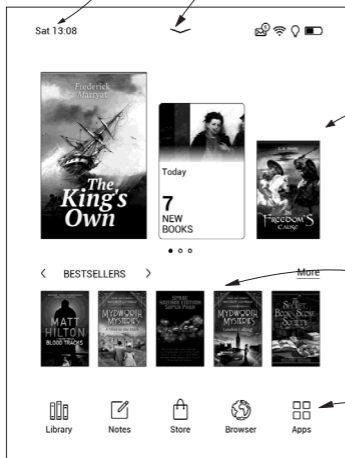 Sat 13:08
Frederick
Marryat
The
King's
Own
Today
7
NEW
BOOKS
FREEDOM'S
CAUSE
BESTSELLERS
More
MATT
HILTON
BLOOD TRACKS
MYDWORTH
MYSTERIES
MYDWORTH
MYSTERIES
Library
Notes
Store
Browser
Apps